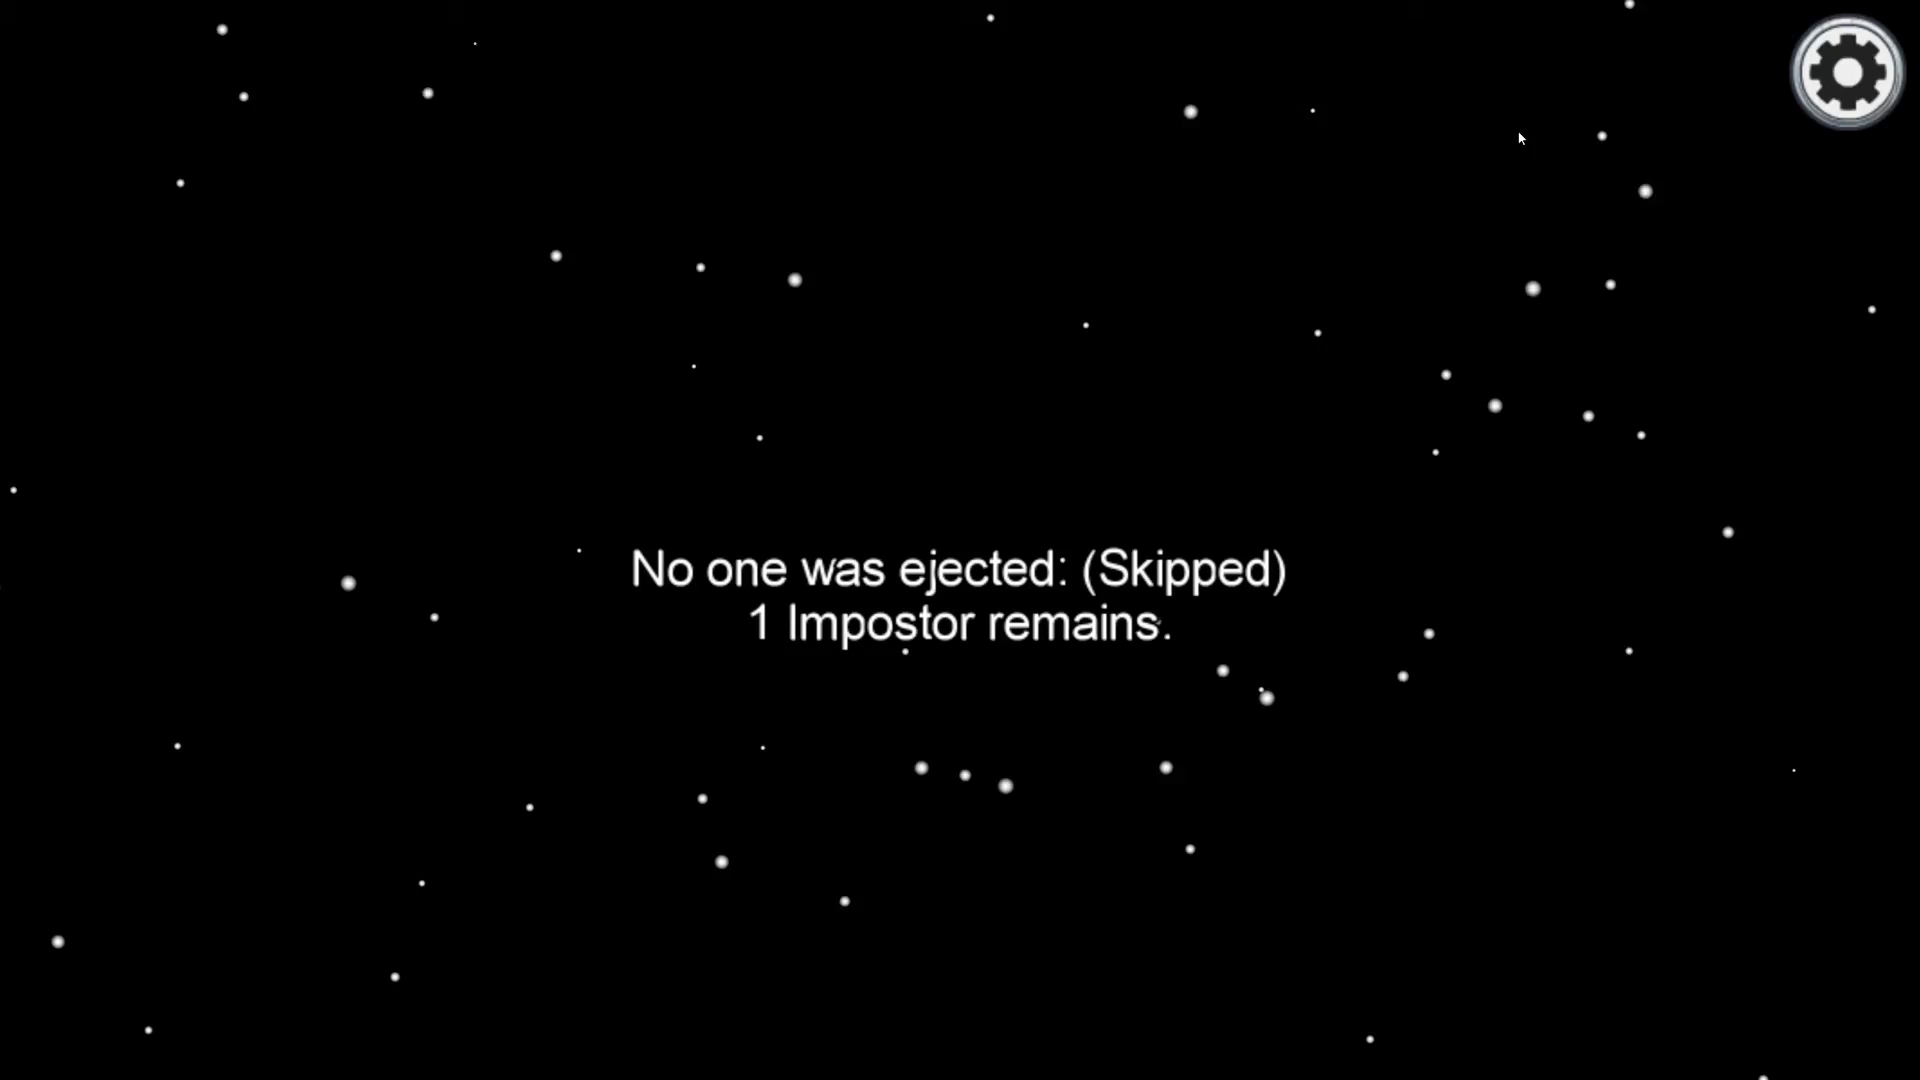 No one was ejected: (Skipped)
1 Impostor remains.